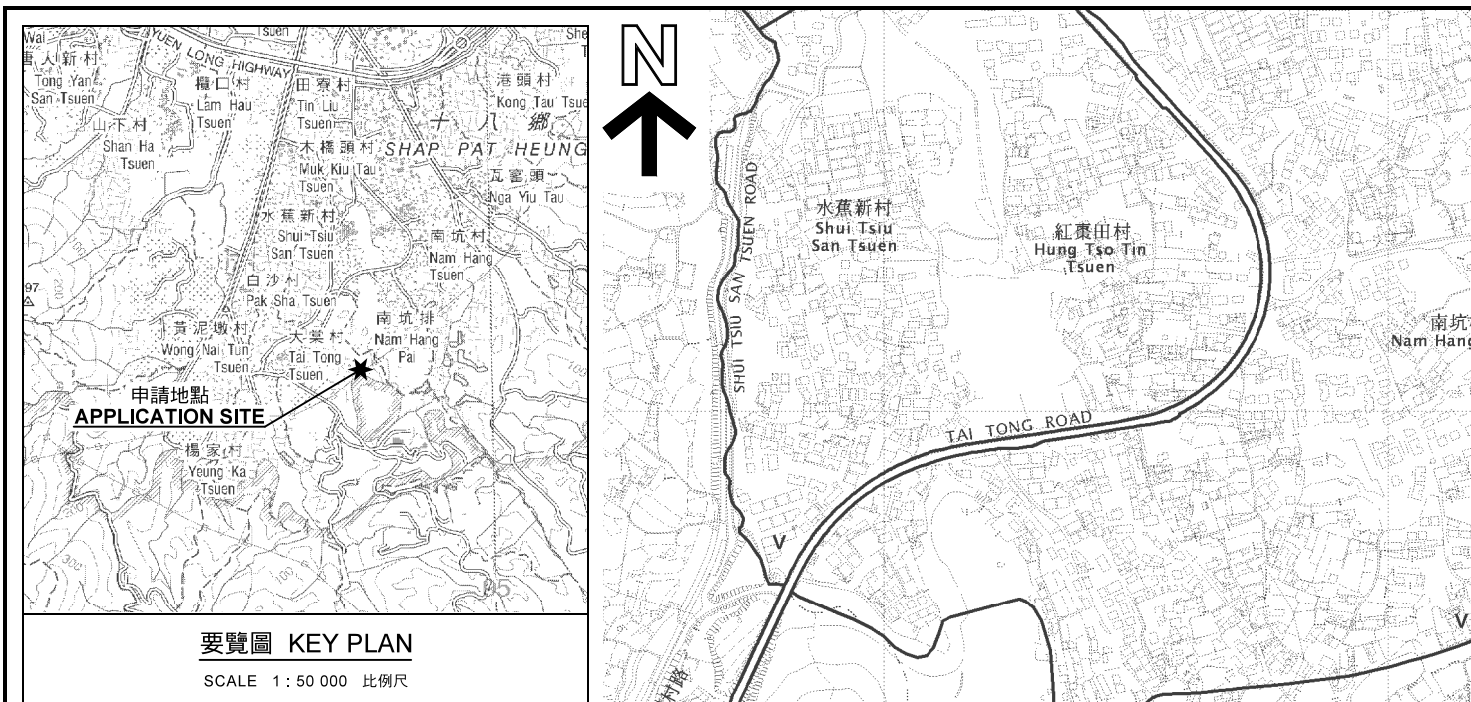 Wai
Tsuen
She
YUEN LONG HIGHWAY
唐人新村
Tong Yan
San Tsuen
欖口村
Lam Hau
Tsuen
田寮村
Tin Liu
Tsuen
港頭村
Kong Tau Tsue
十八鄉
SHAP PAT HEUNG
山下村
Shan Ha
Tsuen
木橋頭村
Muk Kiu Tau
Tsuen
瓦窰頭
Nga Yiu Tau
水蕉新村
Shui Tsiu
San Tsuen
南坑村
Nam Hang
Tsuen
白沙村
Pak Sha Tsuen
97
黃泥墩村
Wong Nai Tun
Tsuen
大棠村
Tai Tong
Tsuen
南坑排
Nam Hang
Pai
申請地點
APPLICATION SITE
楊家村
Yeung Ka
Tsuen
300
05
要覽圖 KEY PLAN
SCALE 1 : 50 000 比例尺
N
SHUI TSIU SAN TSUEN ROAD
水蕉新村
Shui Tsiu
San Tsuen
紅棗田村
Hung Tso Tin
Tsuen
南坑
Nam Hang
TAI TONG ROAD
V
V
村路